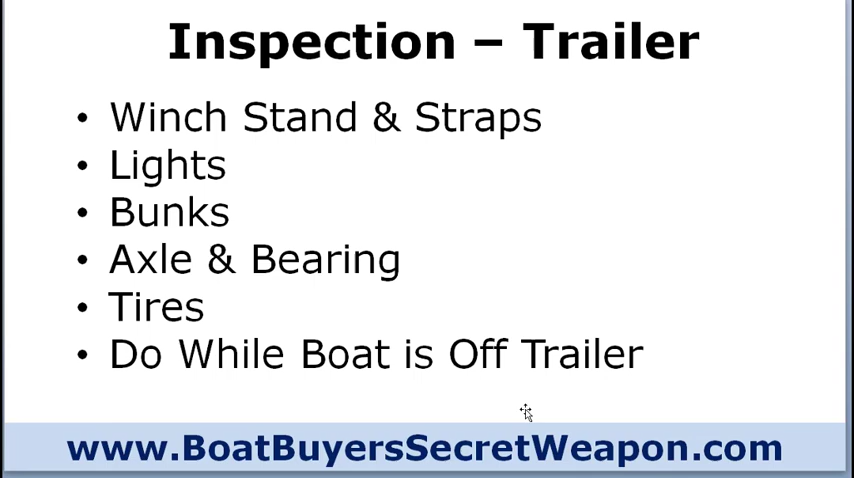 Inspection – Trailer
• Winch Stand & Straps
• Lights
• Bunks
• Axle & Bearing
• Tires
• Do While Boat is Off Trailer
www.BoatBuyersSecretWeapon.com